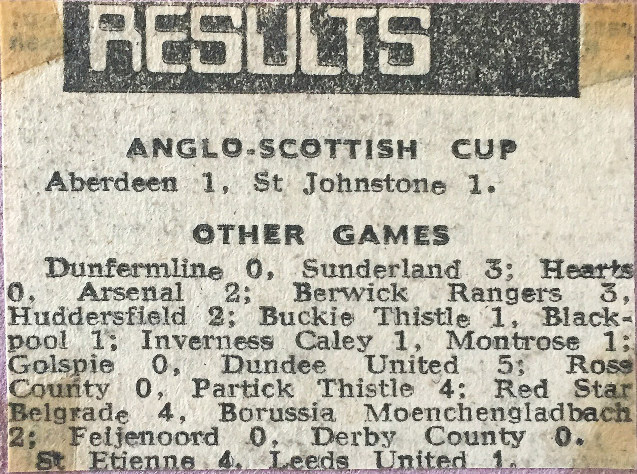 RESULTS
ANGLO-SCOTTISH CUP
Aberdeen 1, St Johnstone 1.
OTHER GAMES
Dunfermline 0, Sunderland 3; Hearts
0, Arsenal 2; Berwick Rangers 3,
Huddersfield 2; Buckie Thistle 1, Black-
pool 1; Inverness Caley 1, Montrose 1;
Golspie 0, Dundee United 5; Ross
County 0, Partick Thistle 4; Red Star
Belgrade 4, Borussia Moenchengladbach
2; Feijenoord 0, Derby County 0.
St Etienne 4, Leeds United 1.